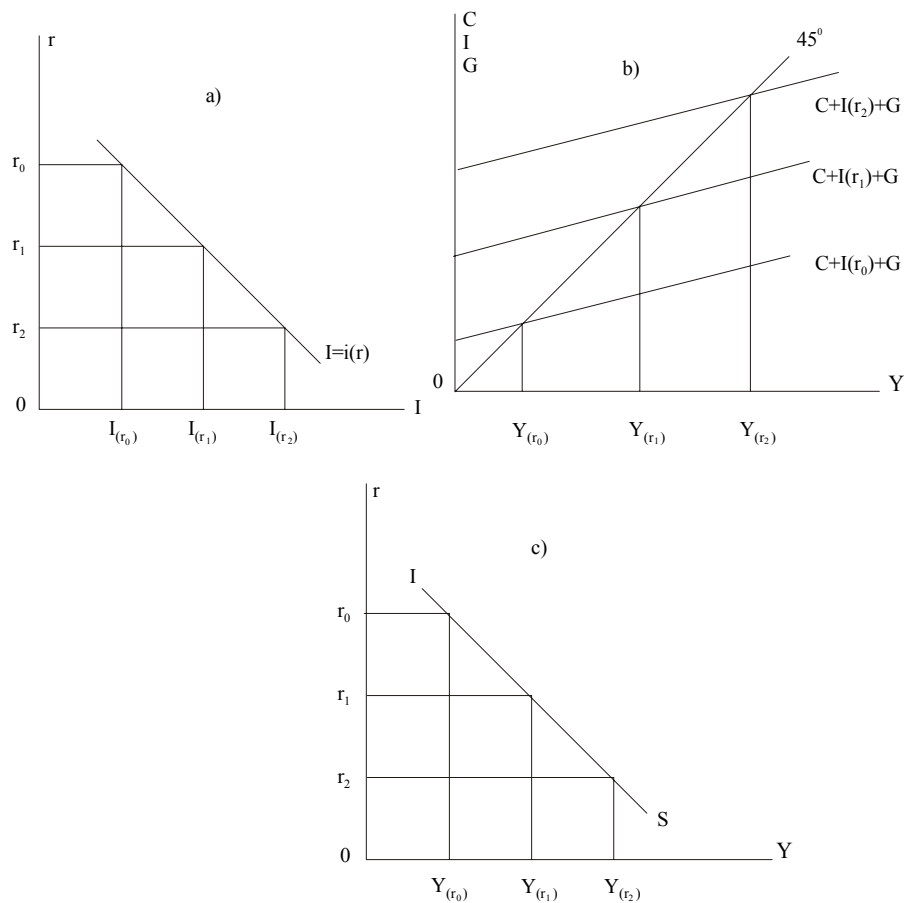 r
a)
r₀
r₁
r₂
I=i(r)
0
I
I(r₀) I(r₁) I(r₂)
C
I
G
b)
45⁰
C+I(r₂)+G
C+I(r₁)+G
C+I(r₀)+G
0
Y
Y(r₀) Y(r₁) Y(r₂)
r
c)
I
r₀
r₁
r₂
S
0
Y
Y(r₀) Y(r₁) Y(r₂)